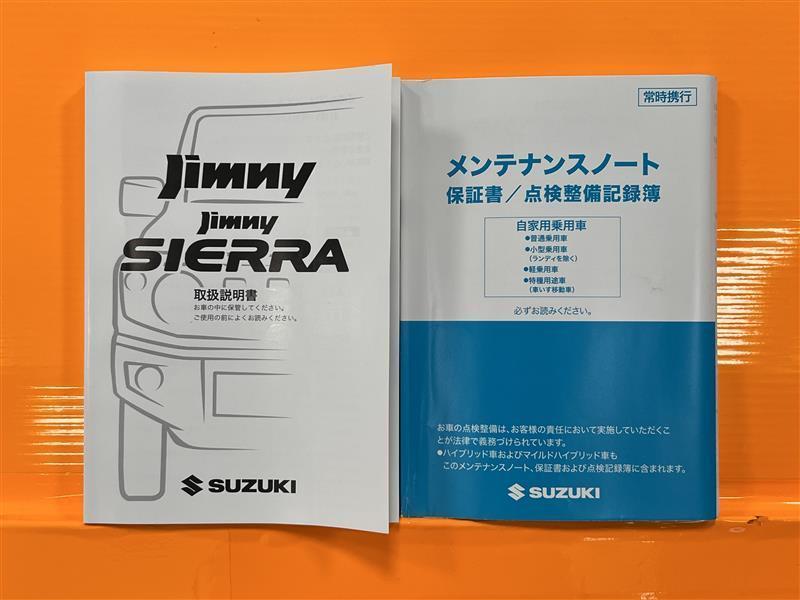 Jimny
Jimny
SIERRA
取扱説明書
お車の中に保管してください。
ご使用の前によくお読みください。
SUZUKI
常時携行
メンテナンスノート
保証書／点検整備記録簿
自家用乗用車
●普通乗用車
●小型乗用車
(ランディを除く)
●軽乗用車
●特種用途車
(車いす移動車)
必ずお読みください。
お車の点検整備は、お客様の責任において実施していただくこ
とが法律で義務づけられています。
●ハイブリッド車およびマイルドハイブリッド車も
このメンテナンスノート、保証書および点検記録簿に含まれます。
SUZUKI